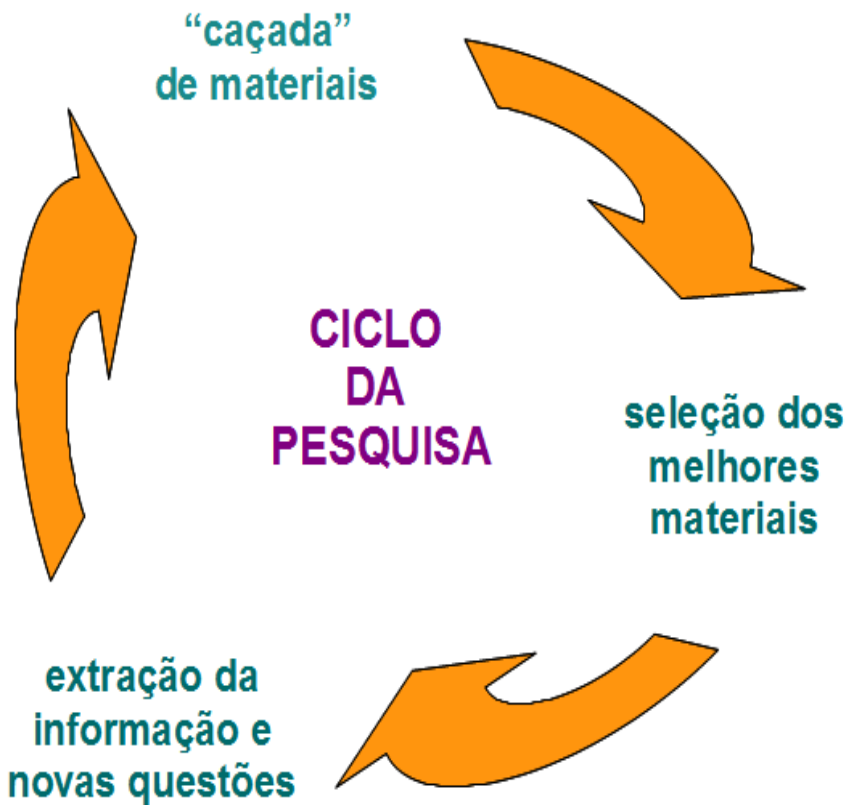 “caçada”
de materiais
CICLO
DA
PESQUISA
seleção dos
melhores
materiais
extração da
informação e
novas questões